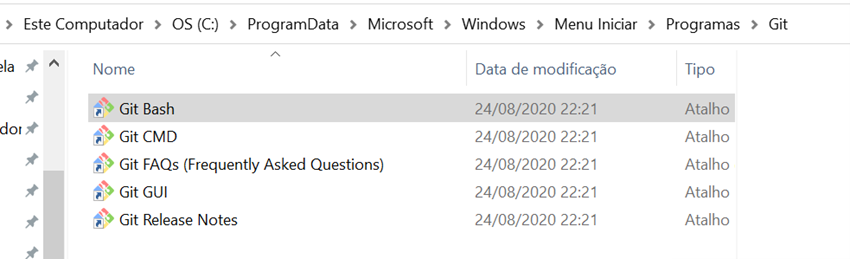 Este Computador > OS (C:) > ProgramData > Microsoft > Windows > Menu Iniciar > Programas > Git
ela
Nome Data de modificação Tipo
Git Bash 24/08/2020 22:21 Atalho
dor
Git CMD 24/08/2020 22:21 Atalho
Git FAQs (Frequently Asked Questions) 24/08/2020 22:21 Atalho
Git GUI 24/08/2020 22:21 Atalho
Git Release Notes 24/08/2020 22:21 Atalho